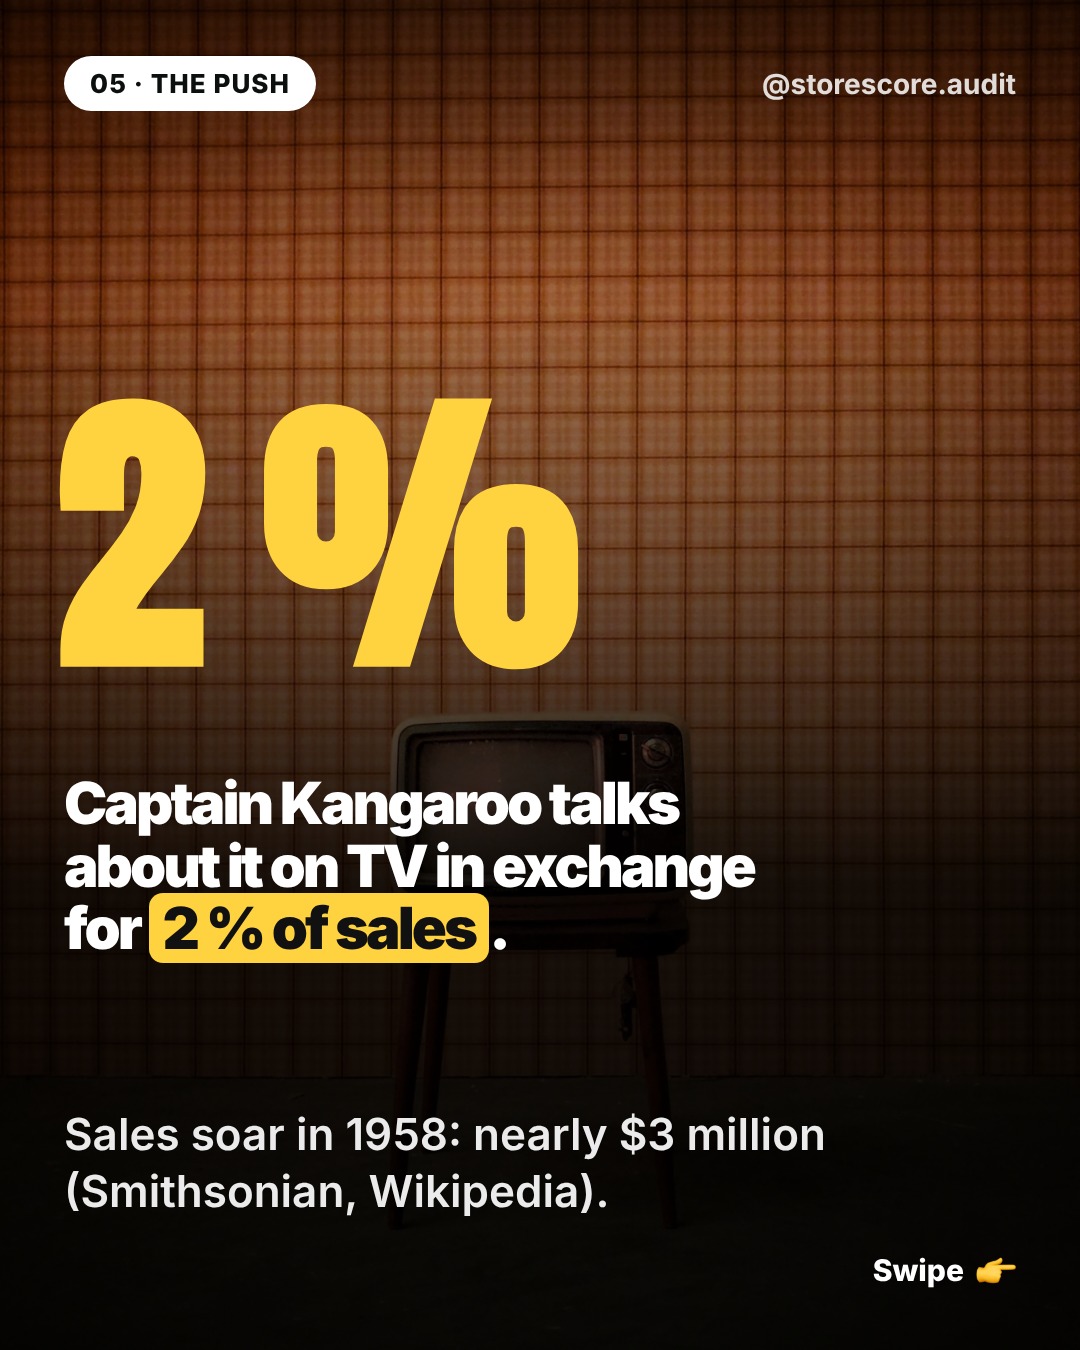 05 · THE PUSH
@storescore.audit
2 %
Captain Kangaroo talks
about it on TV in exchange
for 2 % of sales.
Sales soar in 1958: nearly $3 million
(Smithsonian, Wikipedia).
Swipe 👉